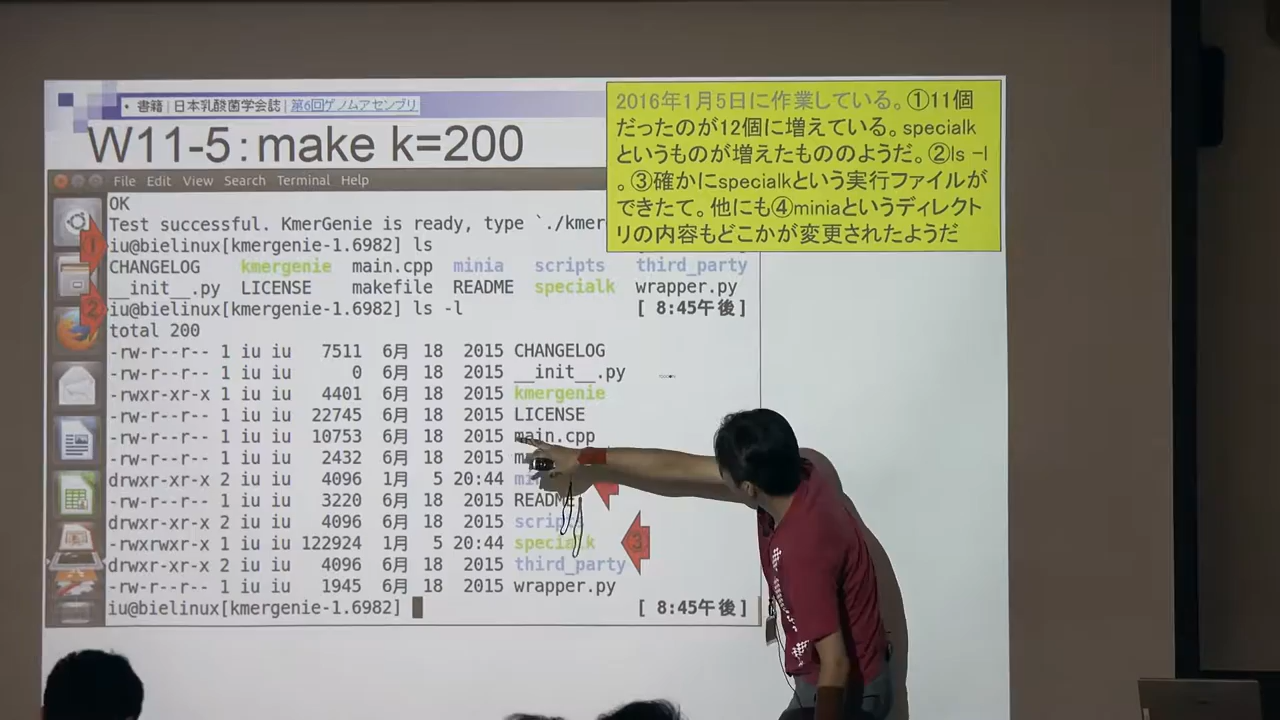 • 書籍 | 日本乳酸菌学会誌 | 第6回ゲノムアセンブリ
W11-5:make k=200
2016年1月5日に作業している。①11個
だったのが12個に増えている。specialk
というものが増えたもののようだ。②ls -l
。③確かにspecialkという実行ファイルが
できたて。他にも④miniaというディレクト
リの内容もどこかが変更されたようだ
File Edit View Search Terminal Help
OK
Test successful. KmerGenie is ready, type `./kmer
iu@bielinux[kmergenie-1.6982] ls
CHANGELOG kmergenie main.cpp minia scripts third_party
__init__.py LICENSE makefile README specialk wrapper.py
iu@bielinux[kmergenie-1.6982] ls -l [ 8:45午後]
total 200
-rw-r--r-- 1 iu iu 7511 6月 18 2015 CHANGELOG
-rw-r--r-- 1 iu iu 0 6月 18 2015 __init__.py
-rwxr-xr-x 1 iu iu 4401 6月 18 2015 kmergenie
-rw-r--r-- 1 iu iu 22745 6月 18 2015 LICENSE
-rw-r--r-- 1 iu iu 10753 6月 18 2015 main.cpp
-rw-r--r-- 1 iu iu 2432 6月 18 2015
drwxr-xr-x 2 iu iu 4096 1月 5 20:44
-rw-r--r-- 1 iu iu 3220 6月 18 2015 README
drwxr-xr-x 2 iu iu 4096 6月 18 2015 scripts
-rwxrwxr-x 1 iu iu 122924 1月 5 20:44 specialk
drwxr-xr-x 2 iu iu 4096 6月 18 2015 third_party
-rw-r--r-- 1 iu iu 1945 6月 18 2015 wrapper.py
iu@bielinux[kmergenie-1.6982] [ 8:45午後]
①
②
③